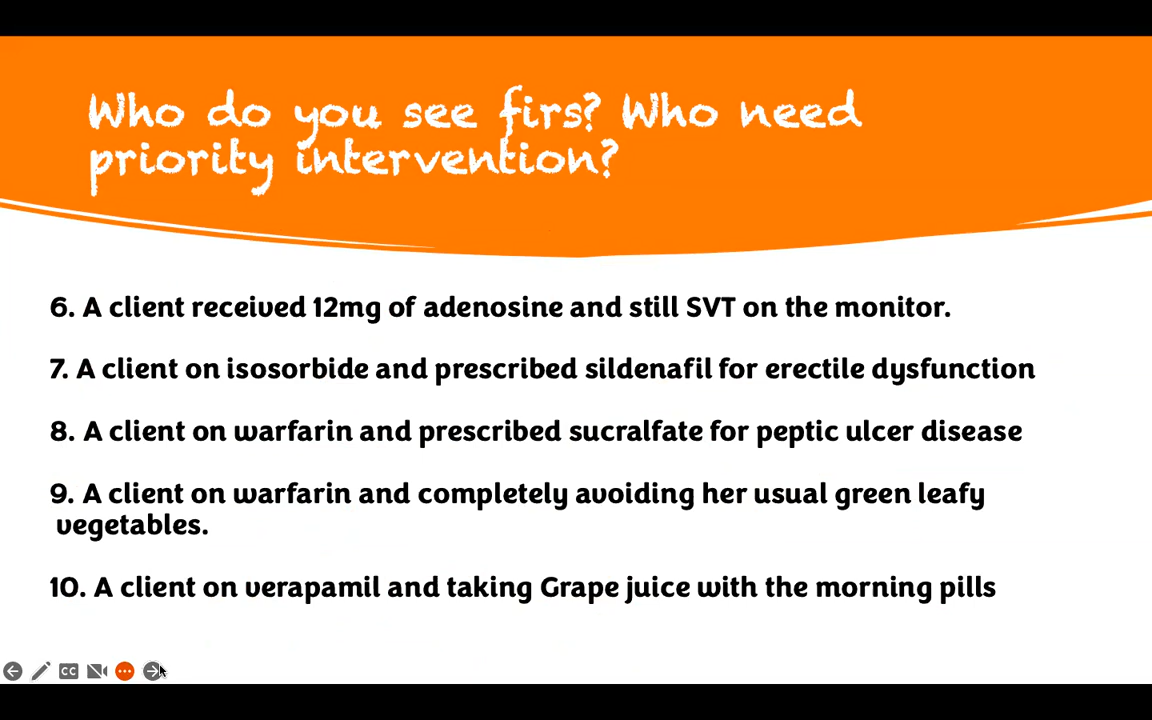 Who do you see firs? Who need
priority intervention?
6. A client received 12mg of adenosine and still SVT on the monitor.
7. A client on isosorbide and prescribed sildenafil for erectile dysfunction
8. A client on warfarin and prescribed sucralfate for peptic ulcer disease
9. A client on warfarin and completely avoiding her usual green leafy
vegetables.
10. A client on verapamil and taking Grape juice with the morning pills
CC